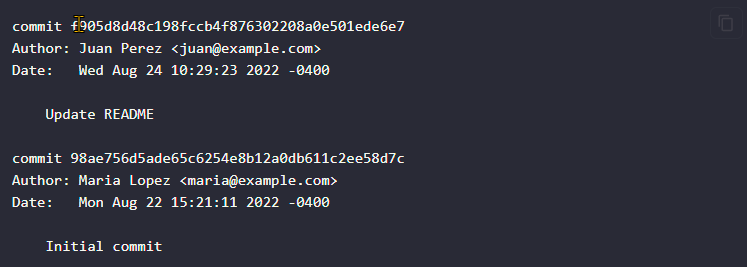 commit f905d8d48c198fccb4f876302208a0e501ede6e7
Author: Juan Perez <juan@example.com>
Date:   Wed Aug 24 10:29:23 2022 -0400
Update README
commit 98ae756d5ade65c6254e8b12a0db611c2ee58d7c
Author: Maria Lopez <maria@example.com>
Date:   Mon Aug 22 15:21:11 2022 -0400
Initial commit